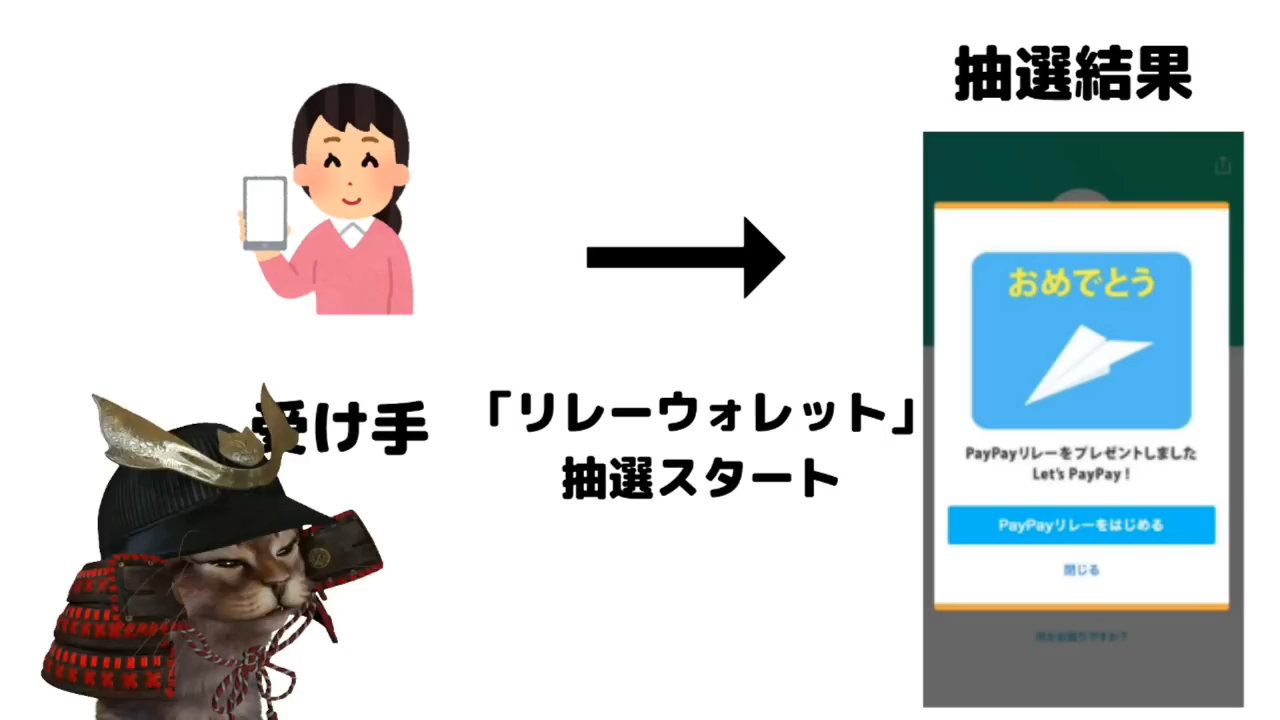 抽選結果
受け手
「リレーウォレット」
抽選スタート
おめでとう
PayPayリレーをプレゼントしました
Let's PayPay!
PayPayリレーをはじめる
閉じる